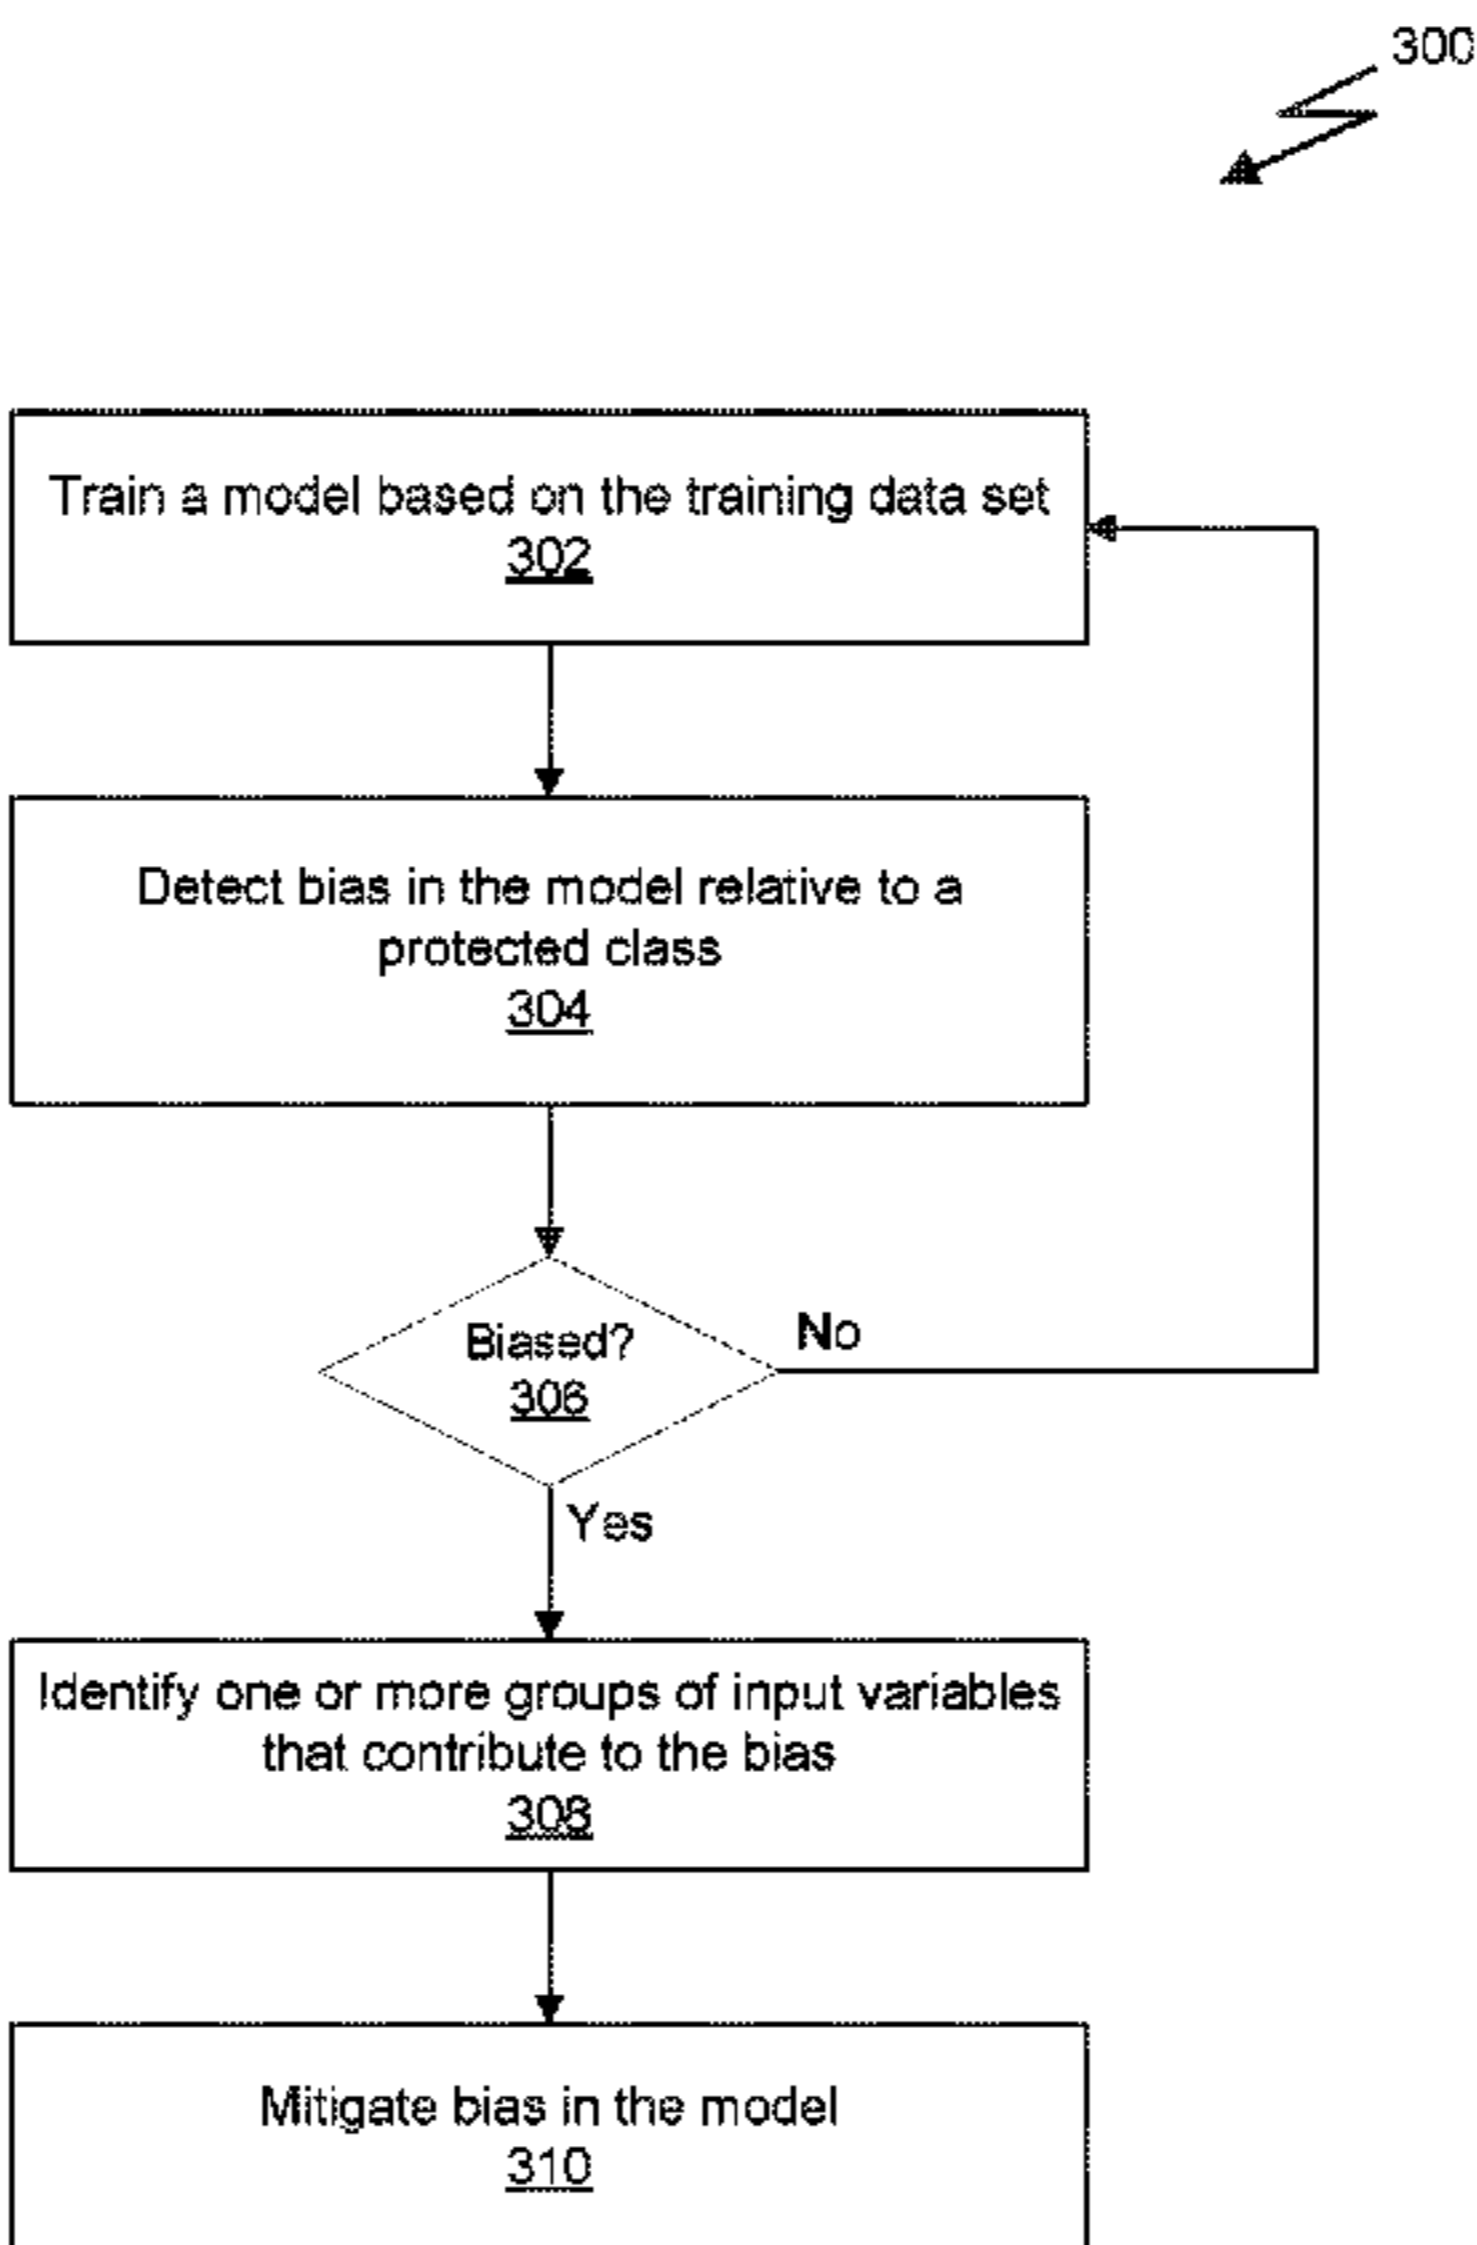 300
Train a model based on the training data set
302
Detect bias in the model relative to a
protected class
304
Biased?
306
No
Yes
Identify one or more groups of input variables
that contribute to the bias
308
Mitigate bias in the model
310